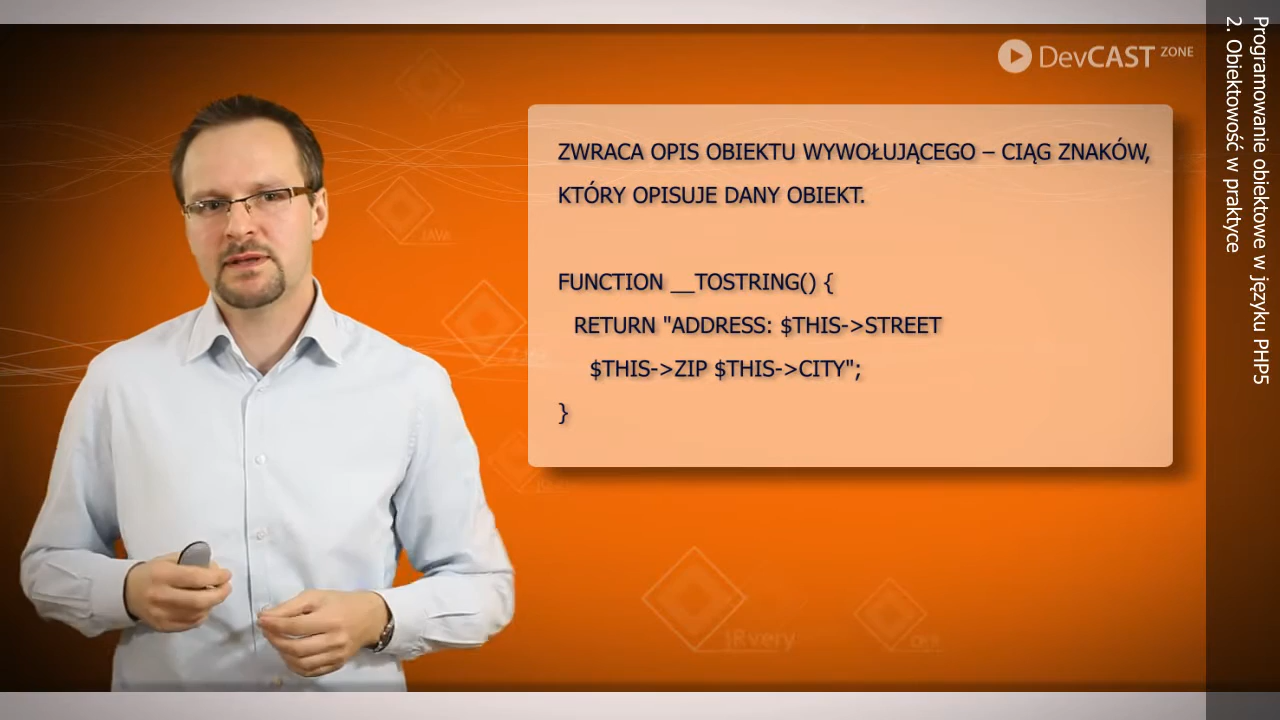 DevCAST ZONE
ZWRACA OPIS OBIEKTU WYWOŁUJĄCEGO – CIĄG ZNAKÓW,
KTÓRY OPISUJE DANY OBIEKT.
FUNCTION __TOSTRING() {
RETURN "ADDRESS: $THIS->STREET
$THIS->ZIP $THIS->CITY";
}
Programowanie obiektowe w języku PHP5
2. Obiektowość w praktyce
JAVA